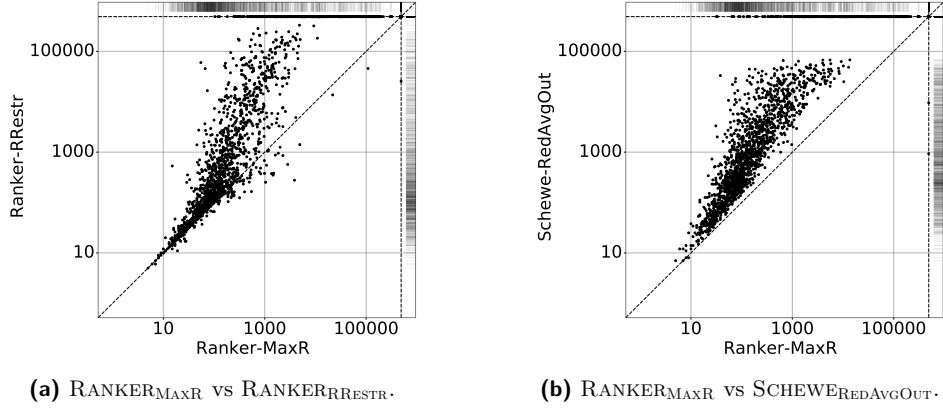 100000
1000
10
Ranker-RRestr
10 1000 100000
Ranker-MaxR
100000
1000
10
Schewe-RedAvgOut
10 1000 100000
Ranker-MaxR
(a) RANKERMAXR vs RANKERRRESTR.
(b) RANKERMAXR vs SCHEWEREDAVGOUT.